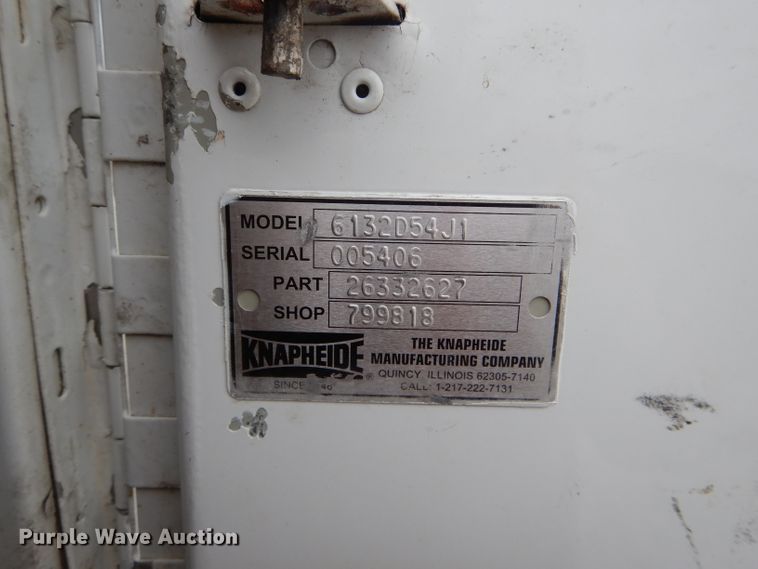 MODEL 6132D54J1
SERIAL 005406
PART 26332627
SHOP 799818
KNAPHEIDE®
SINCE
THE KNAPHEIDE
MANUFACTURING COMPANY
QUINCY, ILLINOIS 62305-7140
CALL: 1-217-222-7131
Purple Wave Auction